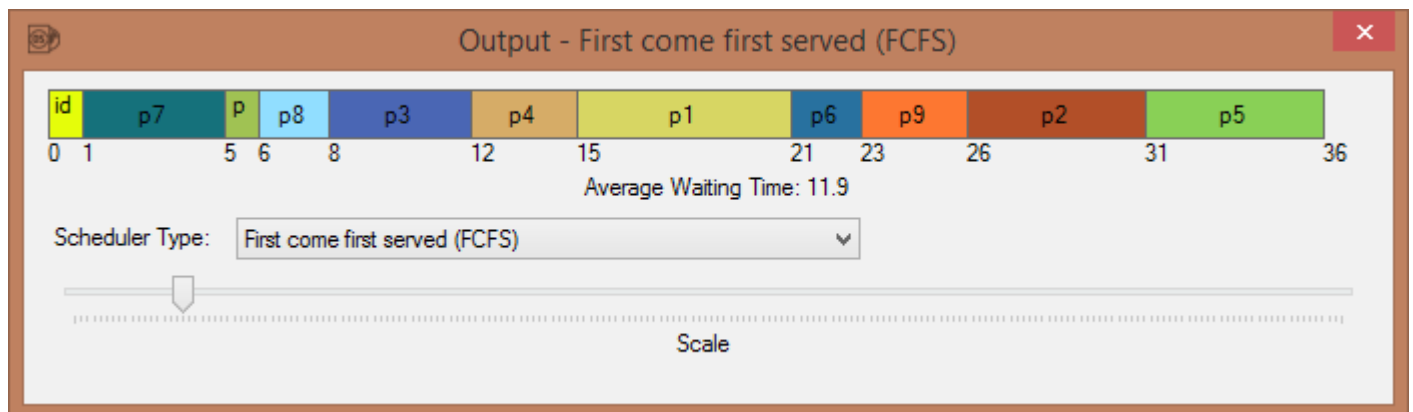 Output - First come first served (FCFS)
id p7 p p8 p3 p4 p1 p6 p9 p2 p5
0 1 5 6 8 12 15 21 23 26 31 36
Average Waiting Time: 11.9
Scheduler Type: First come first served (FCFS)
Scale